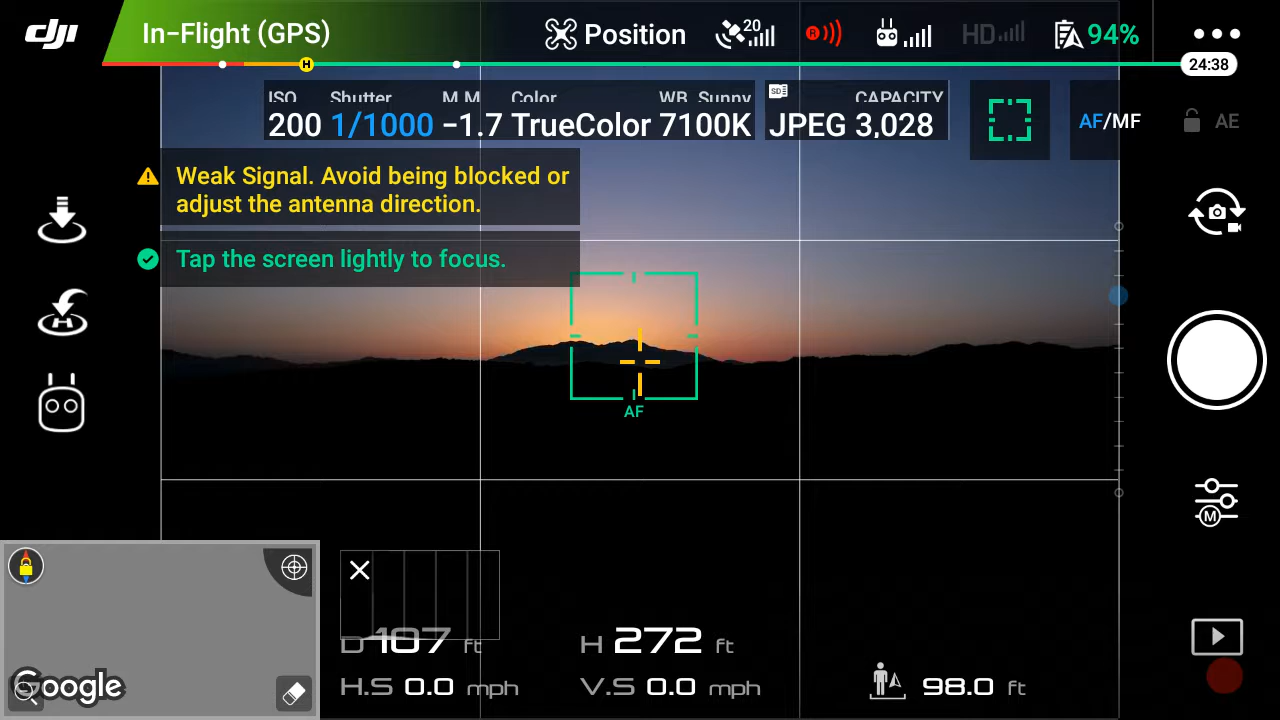 dji In-Flight (GPS) Position 20 R HD 94%
H 24:38
ISO Shutter M.M Color WB Sunny SD CAPACITY
200 1/1000 -1.7 TrueColor 7100K JPEG 3,028 AF/MF AE
Weak Signal. Avoid being blocked or
adjust the antenna direction.
Tap the screen lightly to focus.
AF
M
D 107 ft H 272 ft
H.S 0.0 mph V.S 0.0 mph 98.0 ft
Google